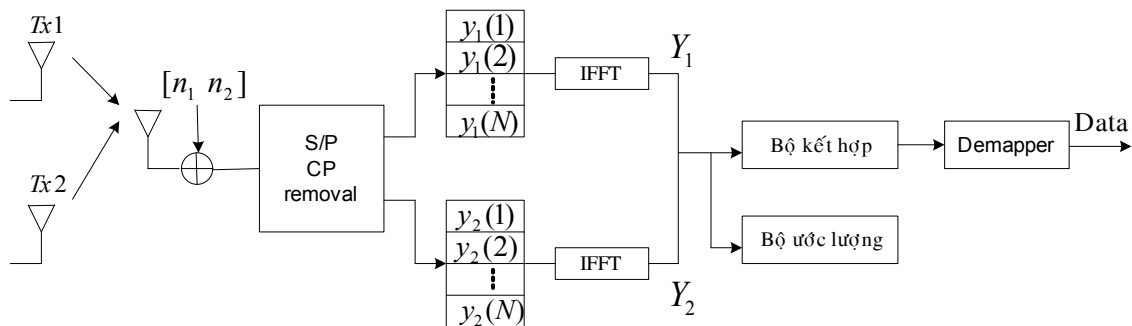 Tx1
Tx2
[n₁ n₂]
S/P
CP
removal
y₁(1)
y₁(2)
y₁(N)
y₂(1)
y₂(2)
y₂(N)
IFFT
IFFT
Y₁
Y₂
Bộ kết hợp
Bộ ước lượng
Demapper
Data